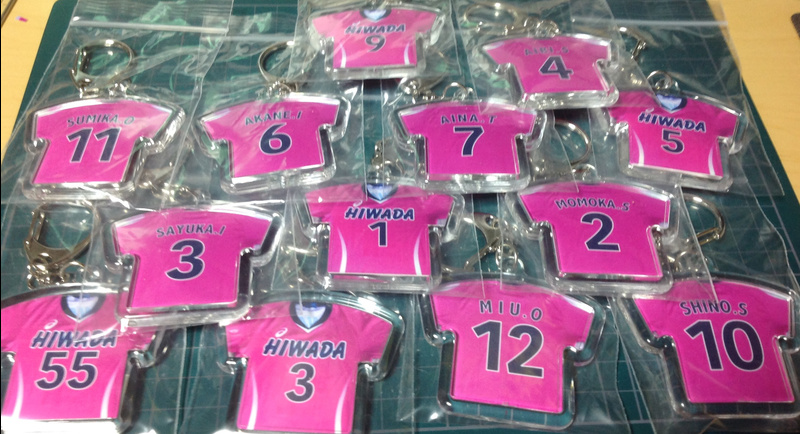 HIWADA
9
4
SUMIKA.O
11
AKANE.I
6
AINA.T
7
HIWADA
5
SAYUKA.I
3
HIWADA
1
MOMOKA.S
2
HIWADA
55
HIWADA
3
MIU.O
12
SHINO.S
10